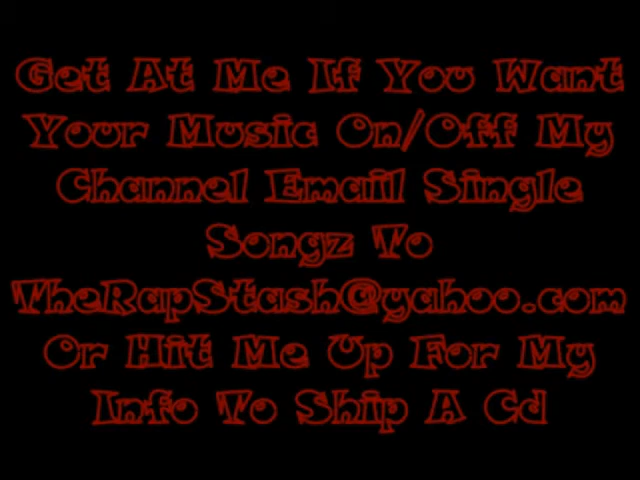 Get At Me If You Want
Your Music On/Off My
Channel Email Single
Songz To
TheRapStash@yahoo.com
Or Hit Me Up For My
Info To Ship A Cd